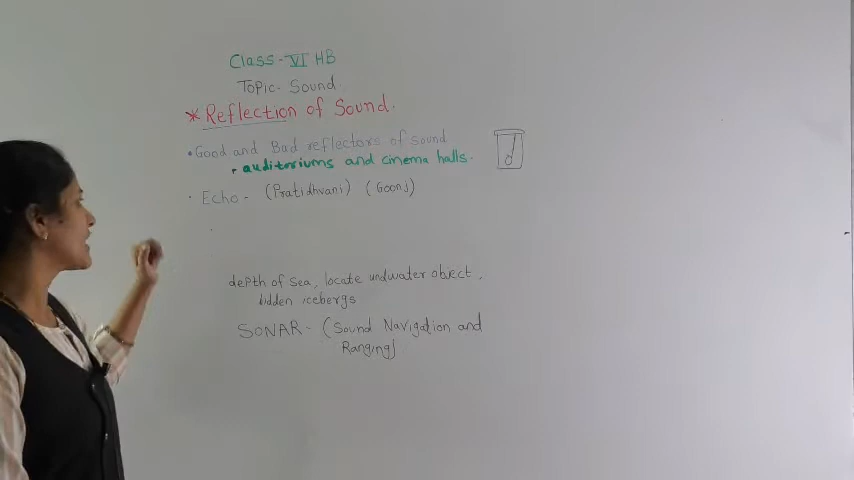 Class - VI HB
Topic - Sound.
* Reflection of Sound.
• Good and Bad reflectors of sound
• auditoriums and cinema halls.
• Echo - (Pratidhvani) (Goonj)
depth of sea, locate undwater object,
hidden icebergs
SONAR - (Sound Navigation and
Ranging)